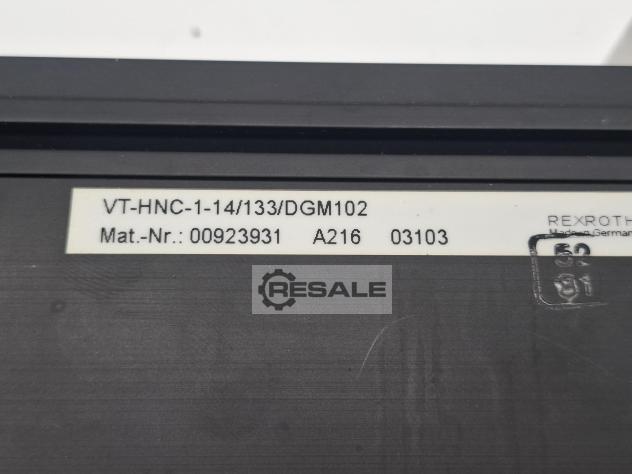 VT-HNC-1-14/133/DGM102
Mat.-Nr.: 00923931 A216 03103
REXROTH
Made in Germany
RESALE